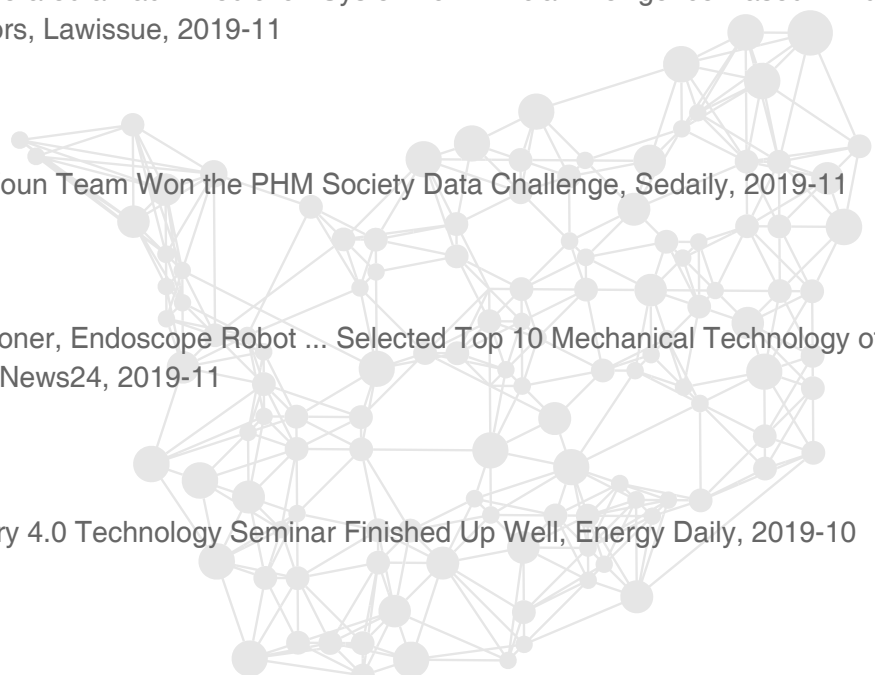 ors, Lawissue, 2019-11
oun Team Won the PHM Society Data Challenge, Sedaily, 2019-11
oner, Endoscope Robot ... Selected Top 10 Mechanical Technology of
News24, 2019-11
ry 4.0 Technology Seminar Finished Up Well, Energy Daily, 2019-10